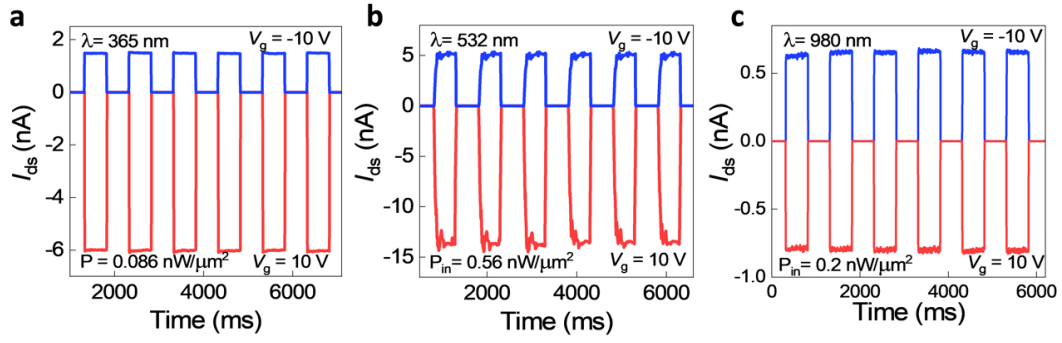 a
λ= 365 nm
Vg = -10 V
2
0
-2
-4
-6
Ids (nA)
P = 0.086 nW/μm²
Vg = 10 V
2000
4000
6000
Time (ms)
b
λ= 532 nm
Vg = -10 V
10
5
0
-5
-10
-15
Ids (nA)
Pin= 0.56 nW/μm²
Vg = 10 V
2000
4000
6000
Time (ms)
c
λ= 980 nm
Vg = -10 V
0.5
0.0
-0.5
-1.0
Ids (nA)
Pin= 0.2 nW/μm²
Vg = 10 V
0
2000
4000
6000
Time (ms)